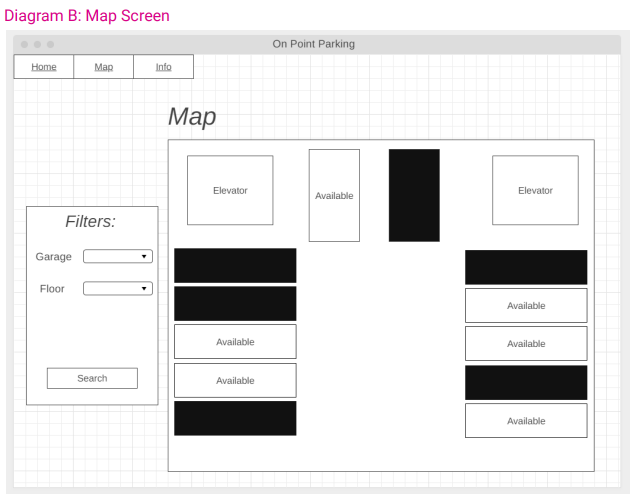 Diagram B: Map Screen
On Point Parking
Home Map Info
Map
Elevator Available Elevator
Filters:
Garage
Floor
Search
Available
Available
Available
Available
Available